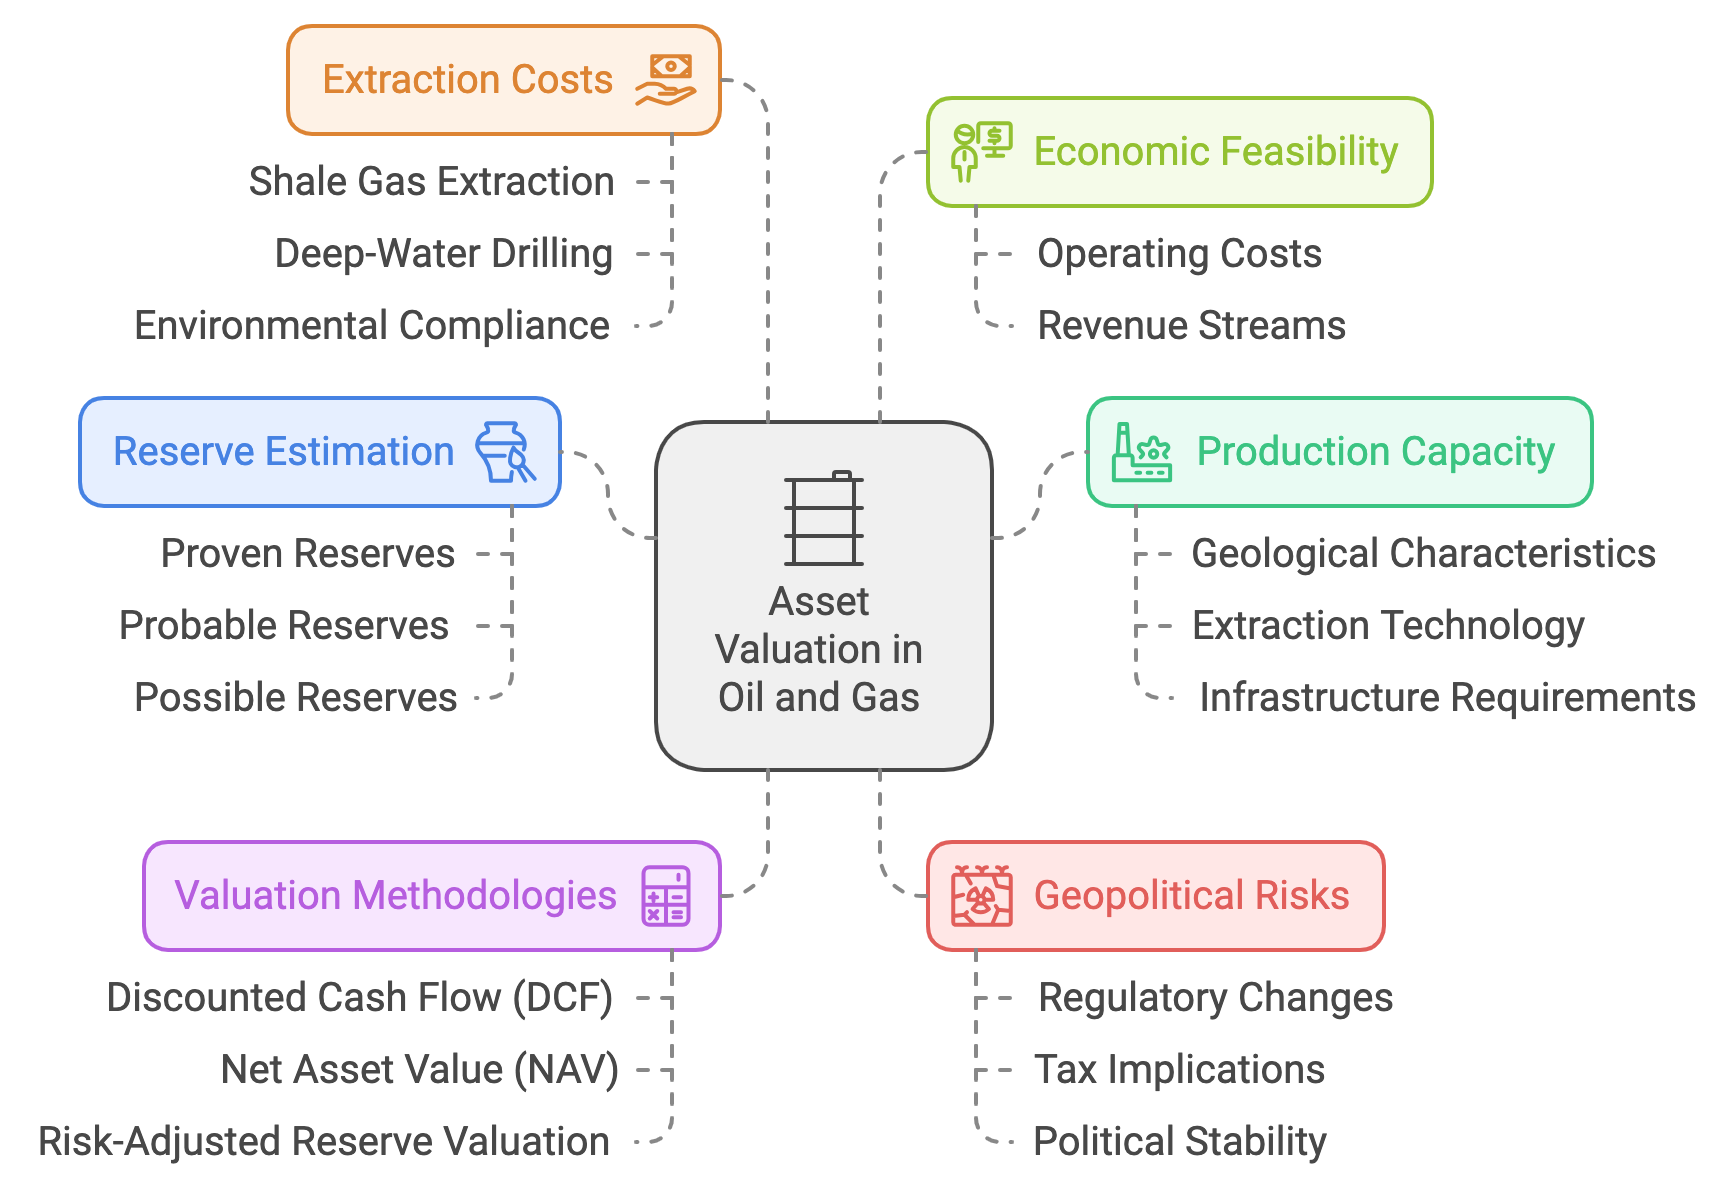 Extraction Costs
Shale Gas Extraction
Deep-Water Drilling
Environmental Compliance
Economic Feasibility
$
Operating Costs
Revenue Streams
Reserve Estimation
Proven Reserves
Probable Reserves
Possible Reserves
Asset
Valuation in
Oil and Gas
Production Capacity
Geological Characteristics
Extraction Technology
Infrastructure Requirements
Valuation Methodologies
Discounted Cash Flow (DCF)
Net Asset Value (NAV)
Risk-Adjusted Reserve Valuation
Geopolitical Risks
Regulatory Changes
Tax Implications
Political Stability